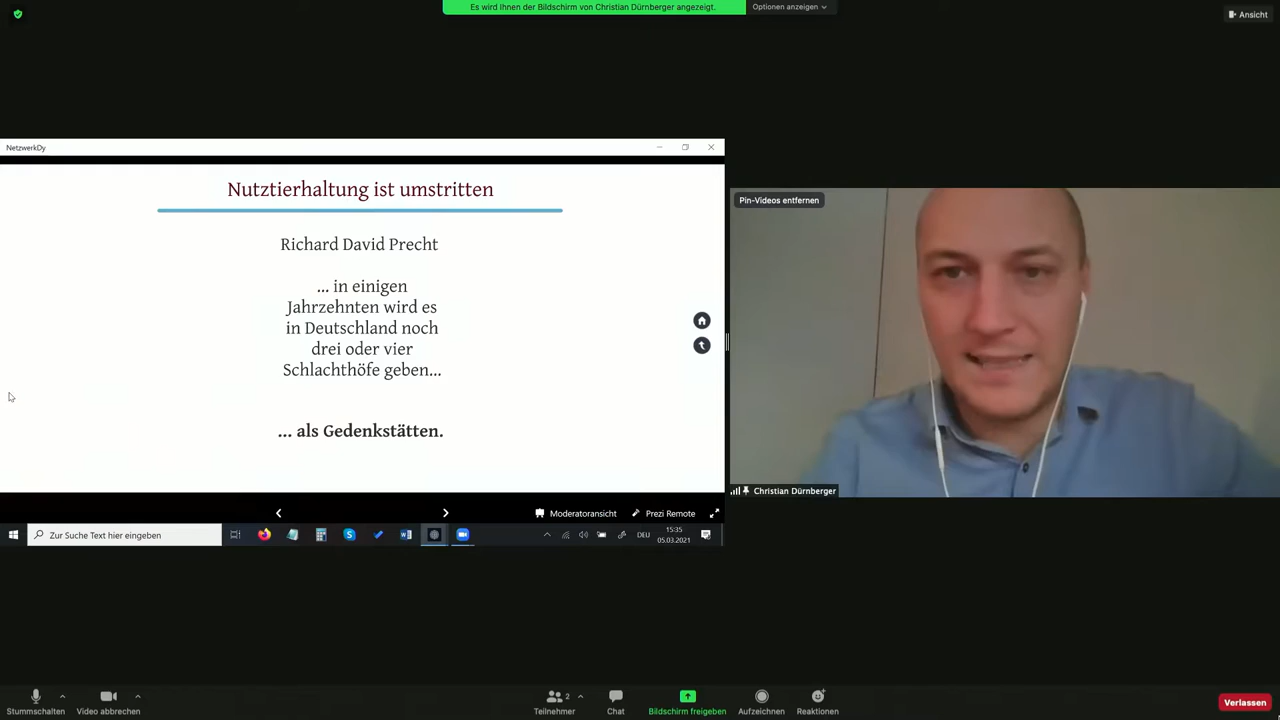 Es wird Ihnen der Bildschirm von Christian Dürnberger angezeigt.
Optionen anzeigen
Ansicht
NetzwerkDy
Nutztierhaltung ist umstritten
Richard David Precht
... in einigen
Jahrzehnten wird es
in Deutschland noch
drei oder vier
Schlachthöfe geben...
... als Gedenkstätten.
Moderatoransicht
Prezi Remote
Zur Suche Text hier eingeben
DEU
15:35
05.03.2021
Pin-Videos entfernen
Christian Dürnberger
Stummschalten
Video abbrechen
2
Teilnehmer
Chat
Bildschirm freigeben
Aufzeichnen
Reaktionen
Verlassen